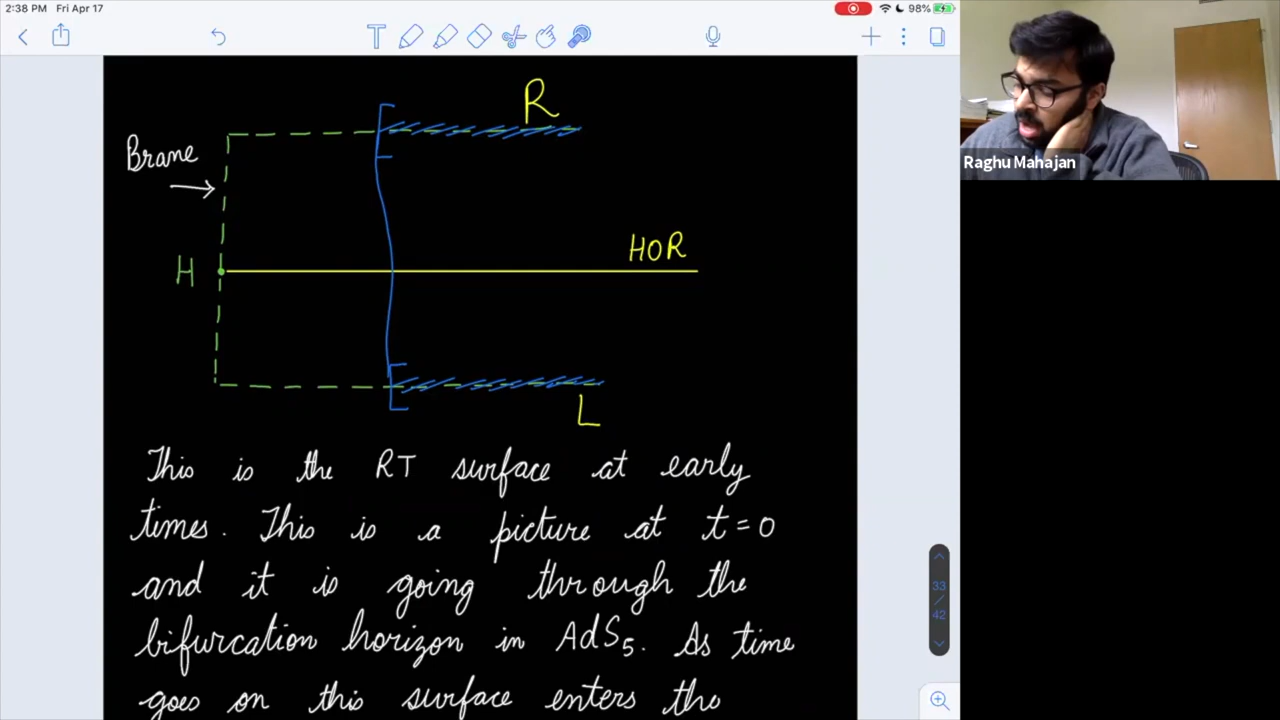 2:38 PM Fri Apr 17
98%
R
Brane
Raghu Mahajan
HOR
H
L
This is the RT surface at early
times. This is a picture at t = 0
33
/
42
and it is going through the
bifurcation horizon in AdS5. As time
goes on this surface enters the